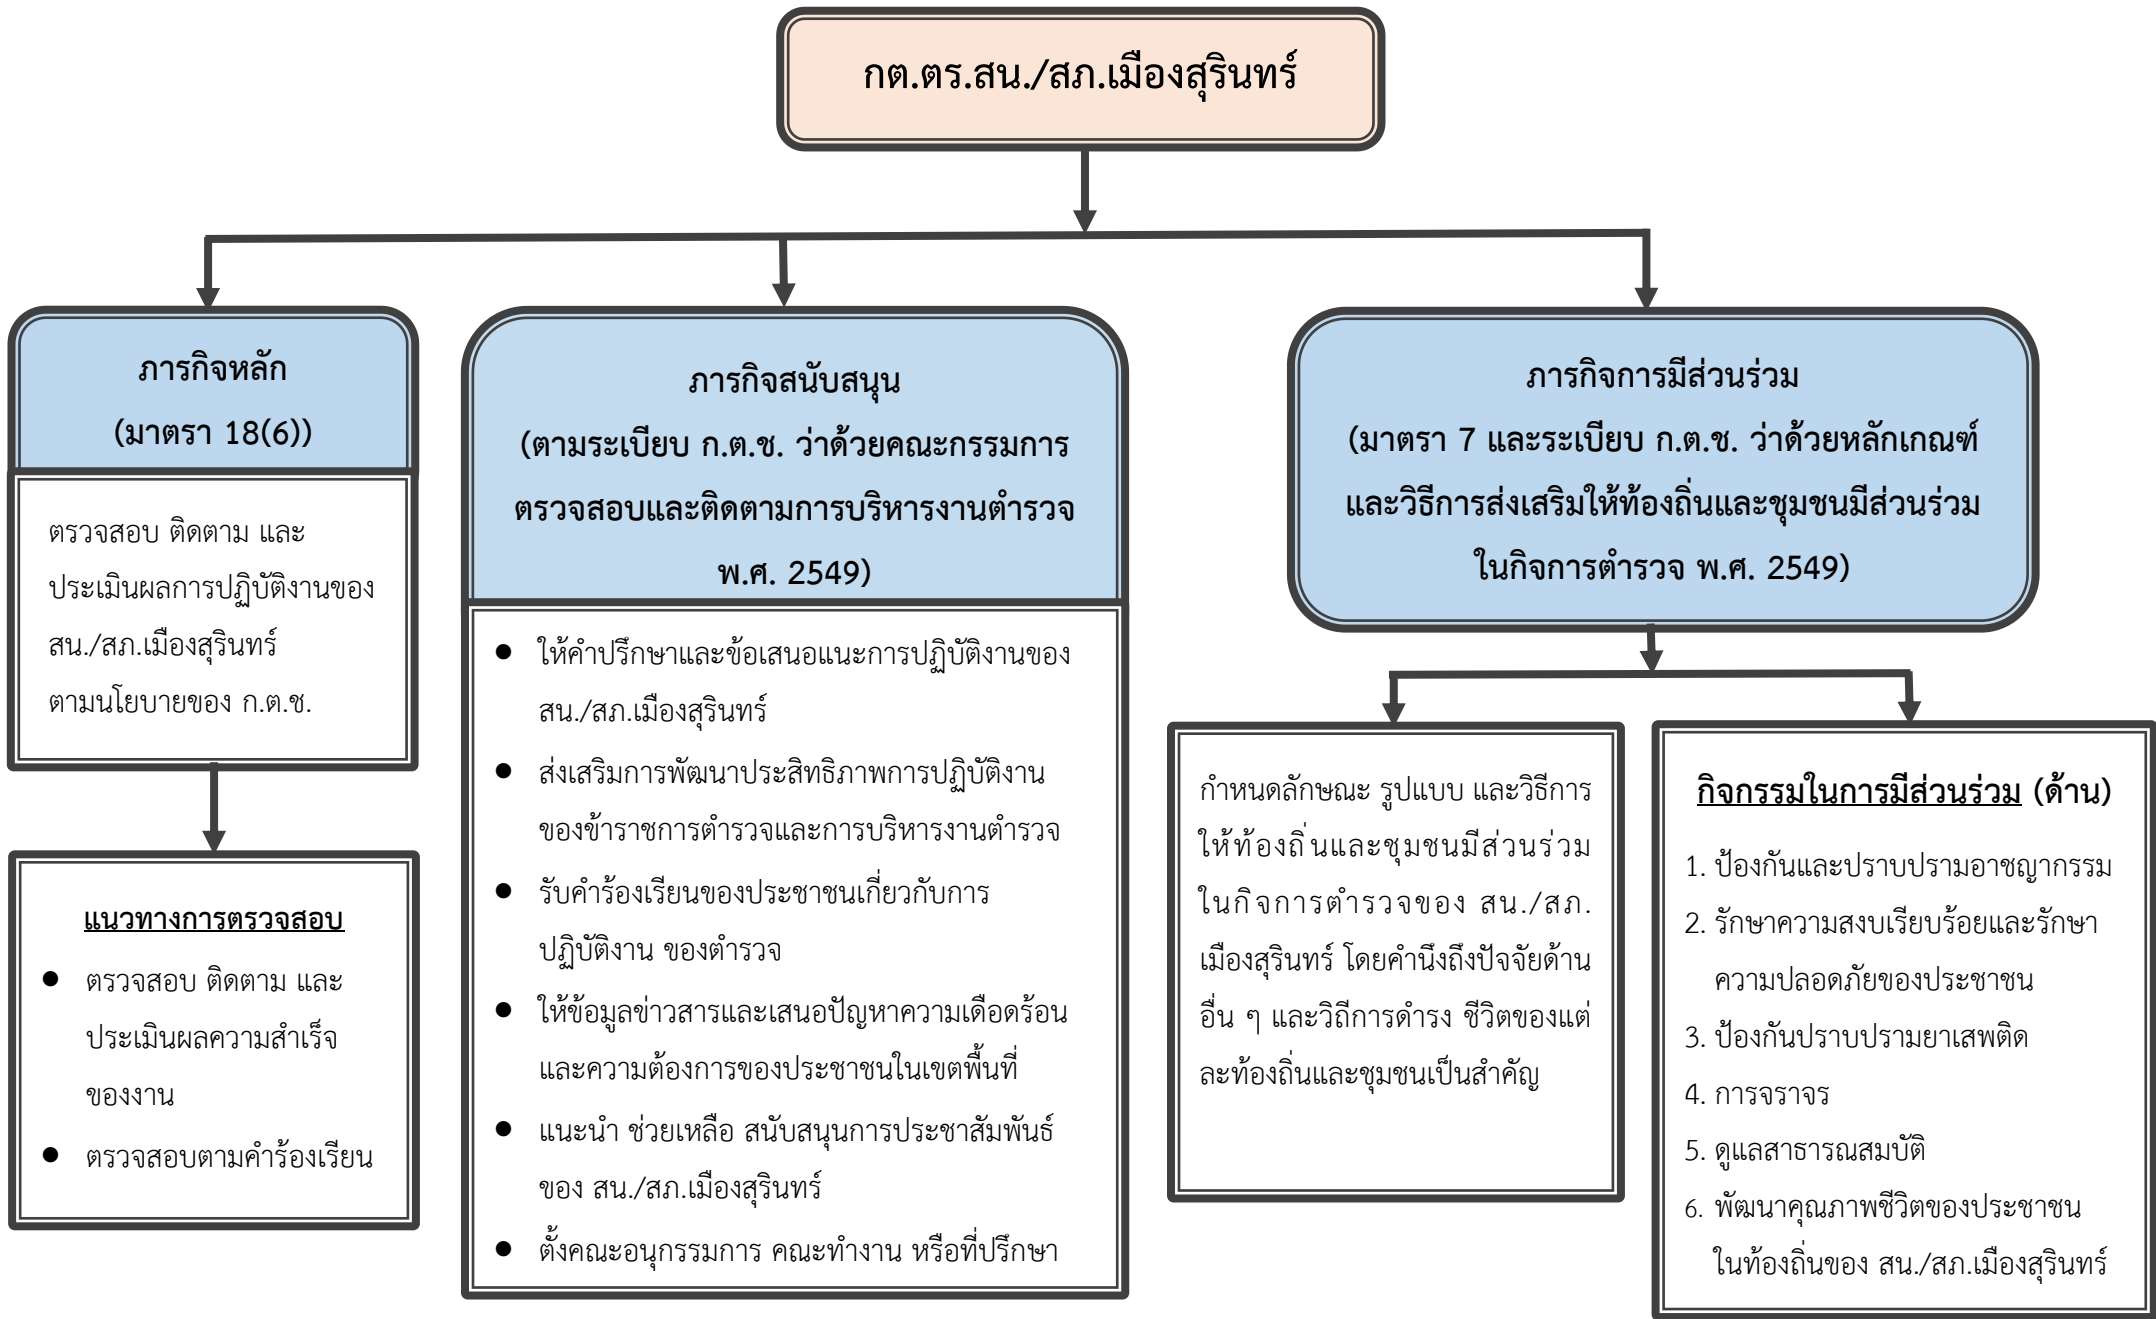 กต.ตร.สน./สภ.เมืองสุรินทร์
ภารกิจหลัก
(มาตรา 18(6))
ตรวจสอบ ติดตาม และ
ประเมินผลการปฏิบัติงานของ
สน./สภ.เมืองสุรินทร์
ตามนโยบายของ ก.ต.ช.
แนวทางการตรวจสอบ
● ตรวจสอบ ติดตาม และ
ประเมินผลความสำเร็จ
ของงาน
● ตรวจสอบตามคำร้องเรียน
ภารกิจสนับสนุน
(ตามระเบียบ ก.ต.ช. ว่าด้วยคณะกรรมการ
ตรวจสอบและติดตามการบริหารงานตำรวจ
พ.ศ. 2549)
● ให้คำปรึกษาและข้อเสนอแนะการปฏิบัติงานของ
สน./สภ.เมืองสุรินทร์
● ส่งเสริมการพัฒนาประสิทธิภาพการปฏิบัติงาน
ของข้าราชการตำรวจและการบริหารงานตำรวจ
● รับคำร้องเรียนของประชาชนเกี่ยวกับการ
ปฏิบัติงาน ของตำรวจ
● ให้ข้อมูลข่าวสารและเสนอปัญหาความเดือดร้อน
และความต้องการของประชาชนในเขตพื้นที่
● แนะนำ ช่วยเหลือ สนับสนุนการประชาสัมพันธ์
ของ สน./สภ.เมืองสุรินทร์
● ตั้งคณะอนุกรรมการ คณะทำงาน หรือที่ปรึกษา
ภารกิจการมีส่วนร่วม
(มาตรา 7 และระเบียบ ก.ต.ช. ว่าด้วยหลักเกณฑ์
และวิธีการส่งเสริมให้ท้องถิ่นและชุมชนมีส่วนร่วม
ในกิจการตำรวจ พ.ศ. 2549)
กำหนดลักษณะ รูปแบบ และวิธีการ
ให้ท้องถิ่นและชุมชนมีส่วนร่วม
ในกิจการตำรวจของ สน./สภ.
เมืองสุรินทร์ โดยคำนึงถึงปัจจัยด้าน
อื่น ๆ และวิถีการดำรง ชีวิตของแต่
ละท้องถิ่นและชุมชนเป็นสำคัญ
กิจกรรมในการมีส่วนร่วม (ด้าน)
1. ป้องกันและปราบปรามอาชญากรรม
2. รักษาความสงบเรียบร้อยและรักษา
ความปลอดภัยของประชาชน
3. ป้องกันปราบปรามยาเสพติด
4. การจราจร
5. ดูแลสาธารณสมบัติ
6. พัฒนาคุณภาพชีวิตของประชาชน
ในท้องถิ่นของ สน./สภ.เมืองสุรินทร์